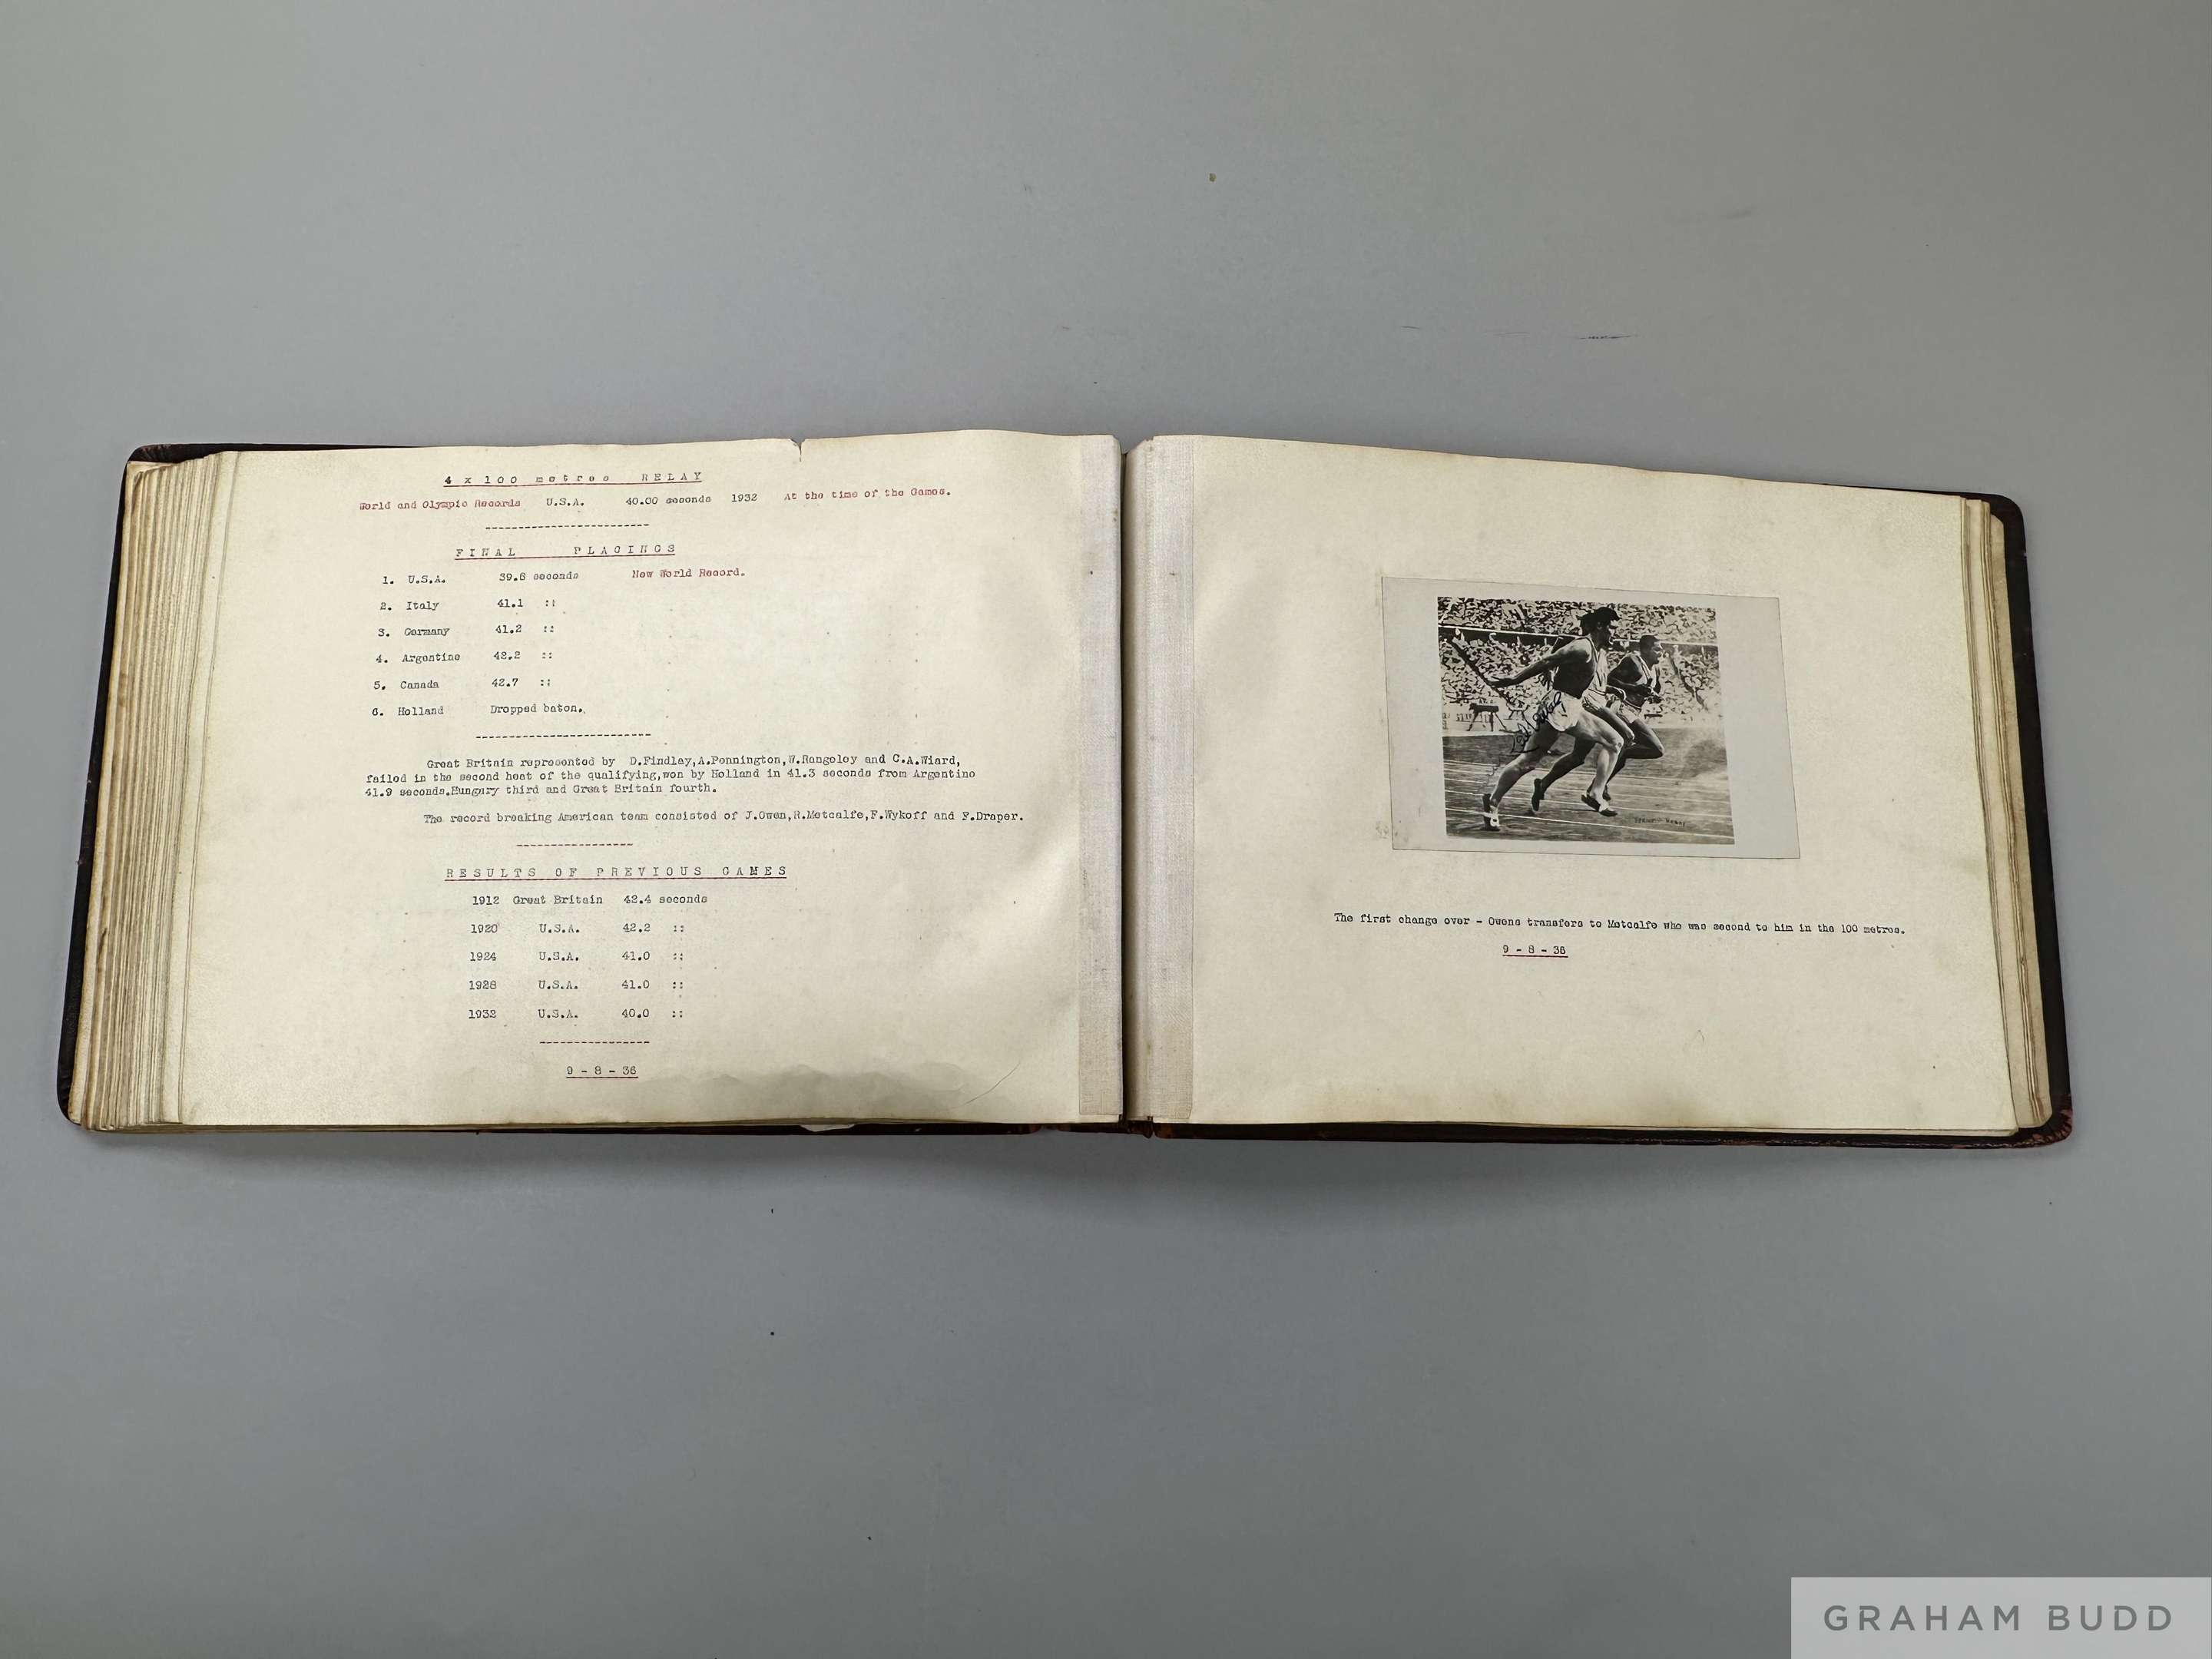 4 x 100 metres RELAY
World and Olympic Records U.S.A. 40.00 seconds 1932 At the time of the Games.
-------------------------
FINAL PLACINGS
1. U.S.A. 39.6 seconds New World Record.
2. Italy 41.1 ::
3. Germany 41.2 ::
4. Argentine 42.2 ::
5. Canada 42.7 ::
6. Holland Dropped baton.
--------------------------
Great Britain represented by D.Findlay,A.Pennington,W.Rangeley and C.A.Wiard,
failed in the second heat of the qualifying,won by Holland in 41.3 seconds from Argentine
41.9 seconds.Hungary third and Great Britain fourth.
The record breaking American team consisted of J.Owen,R.Metcalfe,F.Wykoff and F.Draper.
-----------------
RESULTS OF PREVIOUS GAMES
1912 Great Britain 42.4 seconds
1920 U.S.A. 42.2 ::
1924 U.S.A. 41.0 ::
1928 U.S.A. 41.0 ::
1932 U.S.A. 40.0 ::
----------------
9 - 8 - 36
The first change over - Owens transfers to Metcalfe who was second to him in the 100 metres.
9 - 8 - 36
GRAHAM BUDD